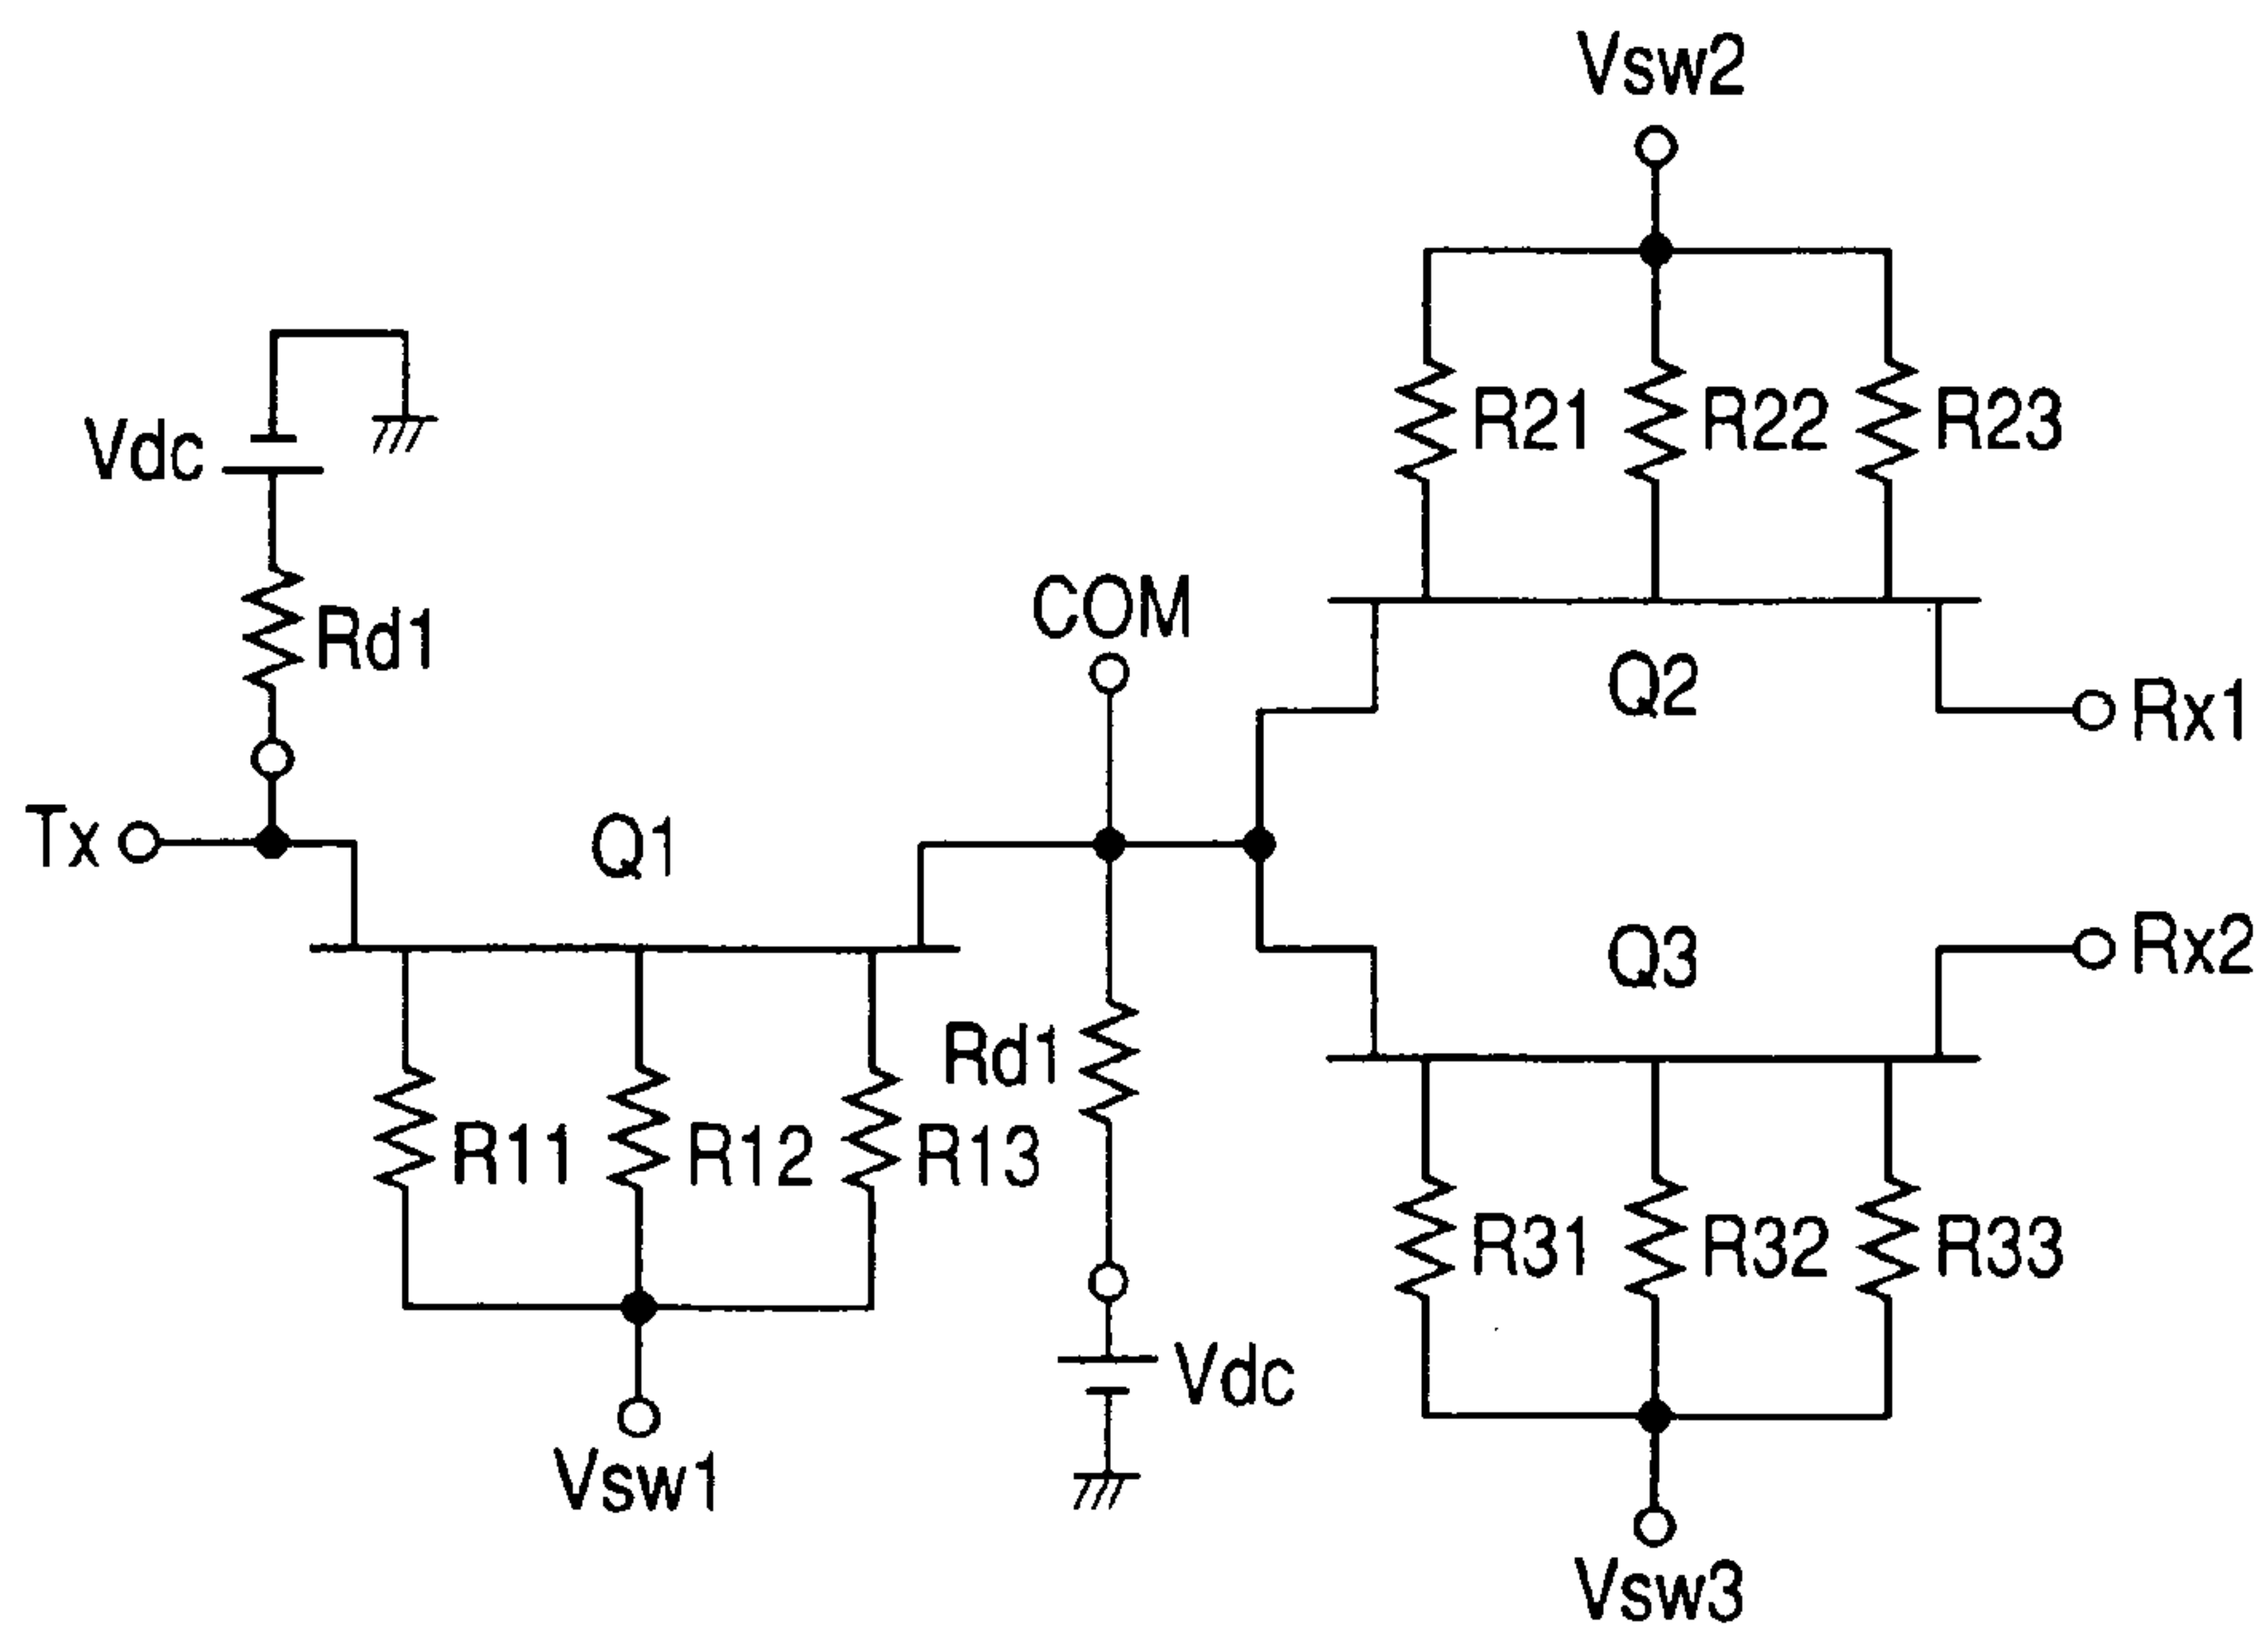 Vsw2
R21
R22
R23
Vdc
Rd1
COM
Q2
Rx1
Tx
Q1
Q3
Rx2
Rd1
R11
R12
R13
R31
R32
R33
Vdc
Vsw1
Vsw3